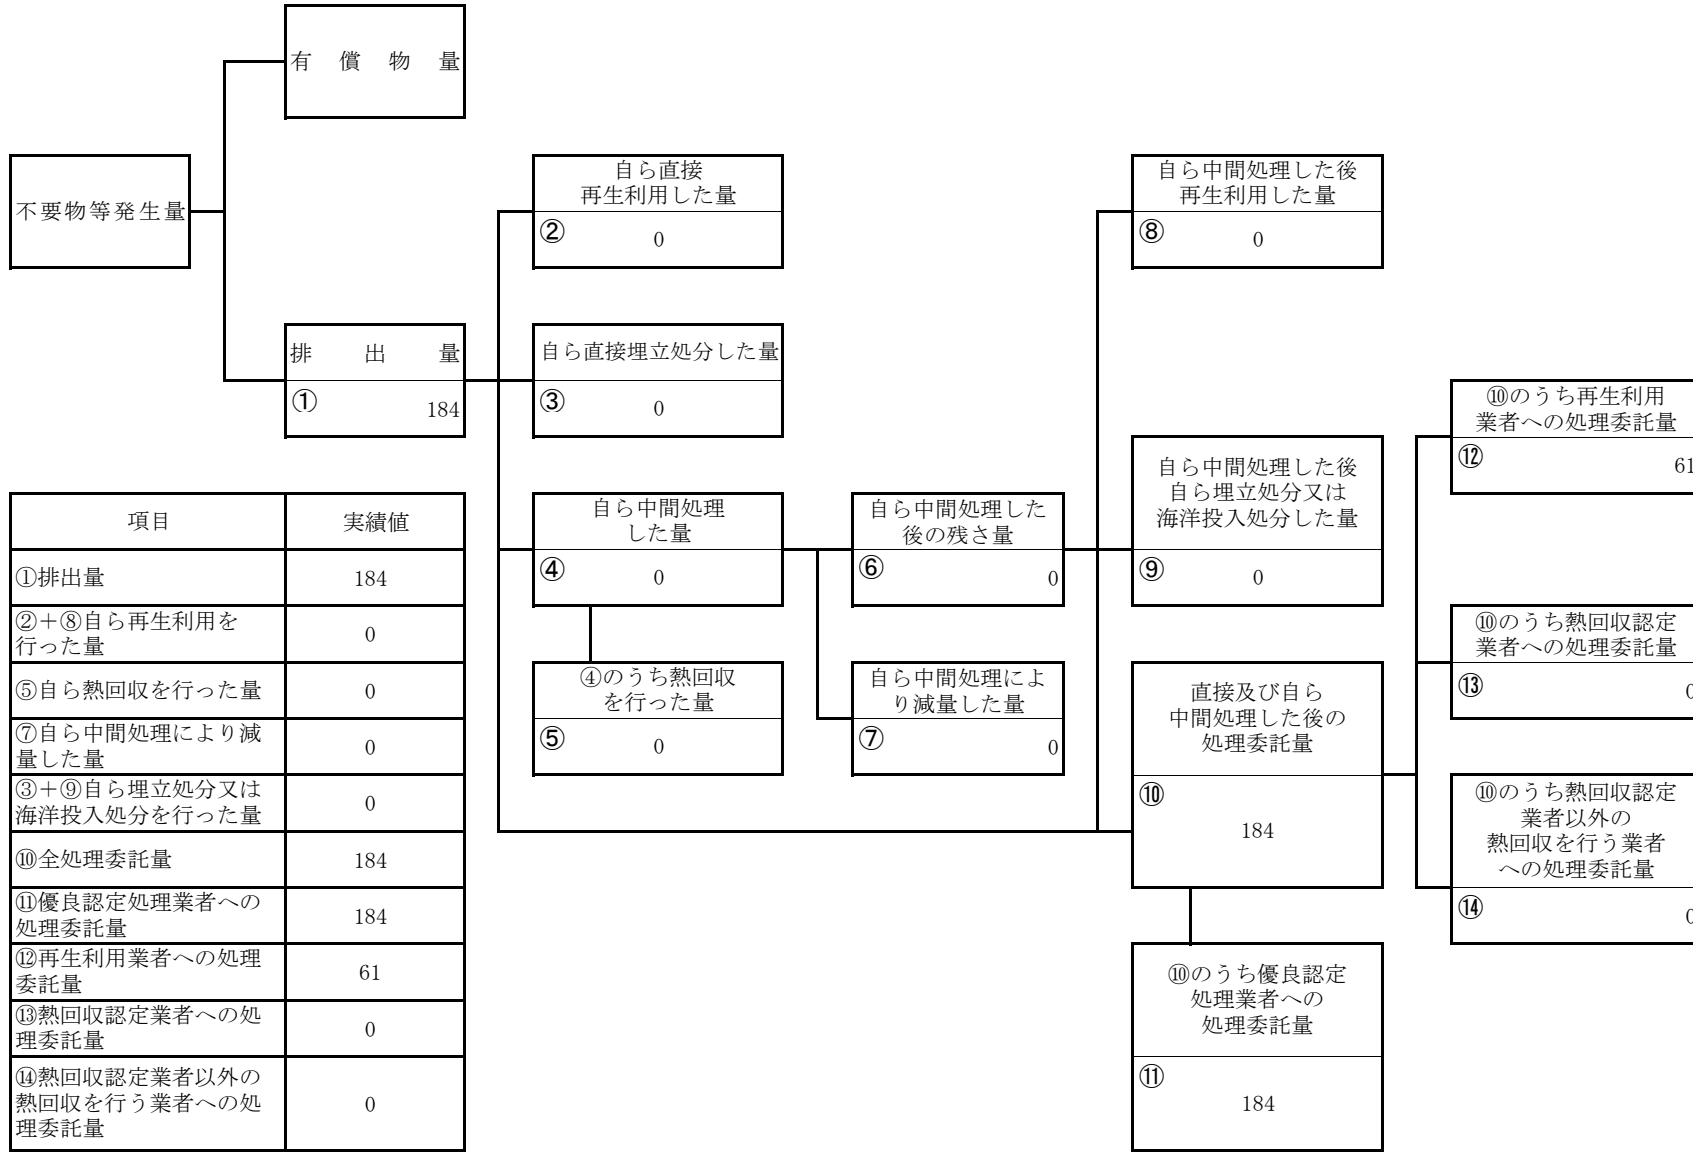 有償物量
不要物等発生量
排出量
①
184
自ら直接
再生利用した量
②
0
自ら直接埋立処分した量
③
0
自ら中間処理
した量
④
0
④のうち熱回収
を行った量
⑤
0
自ら中間処理した
後の残さ量
⑥
0
自ら中間処理によ
り減量した量
⑦
0
自ら中間処理した後
再生利用した量
⑧
0
自ら中間処理した後
自ら埋立処分又は
海洋投入処分した量
⑨
0
直接及び自ら
中間処理した後の
処理委託量
⑩
184
⑩のうち優良認定
処理業者への
処理委託量
⑪
184
⑩のうち再生利用
業者への処理委託量
⑫
61
⑩のうち熱回収認定
業者への処理委託量
⑬
0
⑩のうち熱回収認定
業者以外の
熱回収を行う業者
への処理委託量
⑭
0
項目 実績値
①排出量 184
②＋⑧自ら再生利用を
行った量
0
⑤自ら熱回収を行った量 0
⑦自ら中間処理により減
量した量
0
③＋⑨自ら埋立処分又は
海洋投入処分を行った量
0
⑩全処理委託量 184
⑪優良認定処理業者への
処理委託量
184
⑫再生利用業者への処理
委託量
61
⑬熱回収認定業者への処
理委託量
0
⑭熱回収認定業者以外の
熱回収を行う業者への処
理委託量
0